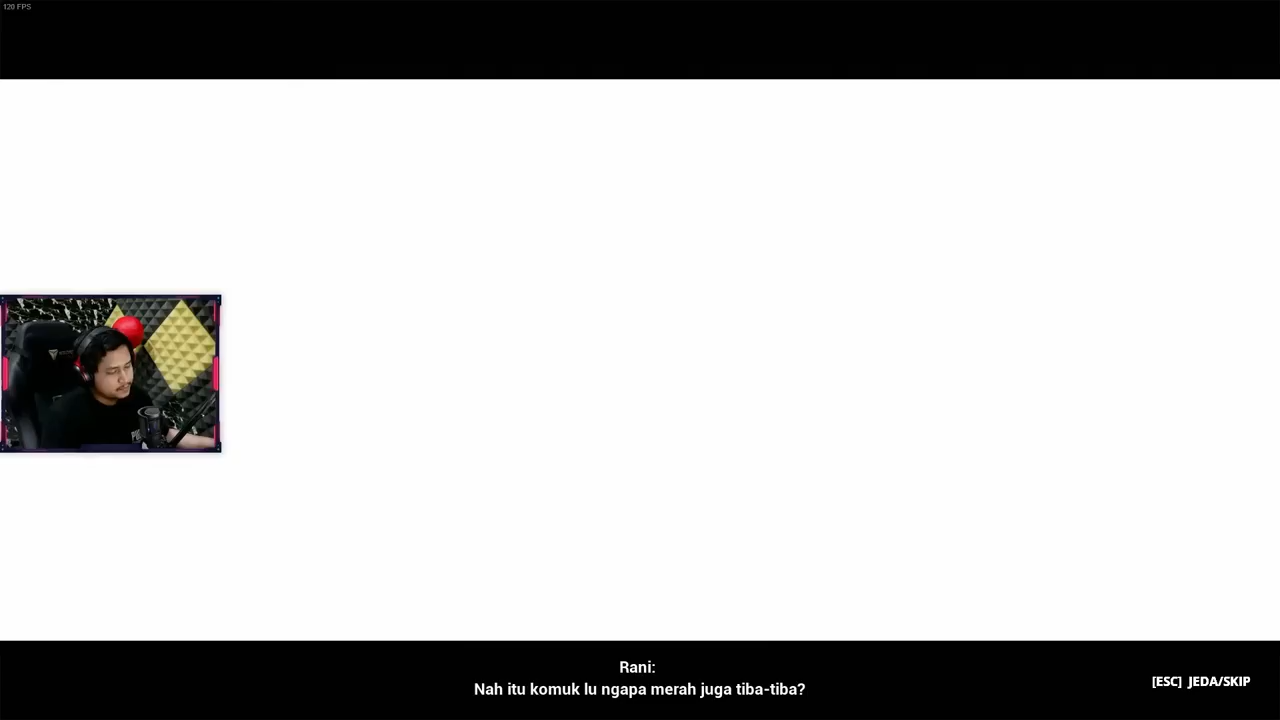 120 FPS
Rani:
Nah itu komuk lu ngapa merah juga tiba-tiba?
[ESC] JEDA/SKIP